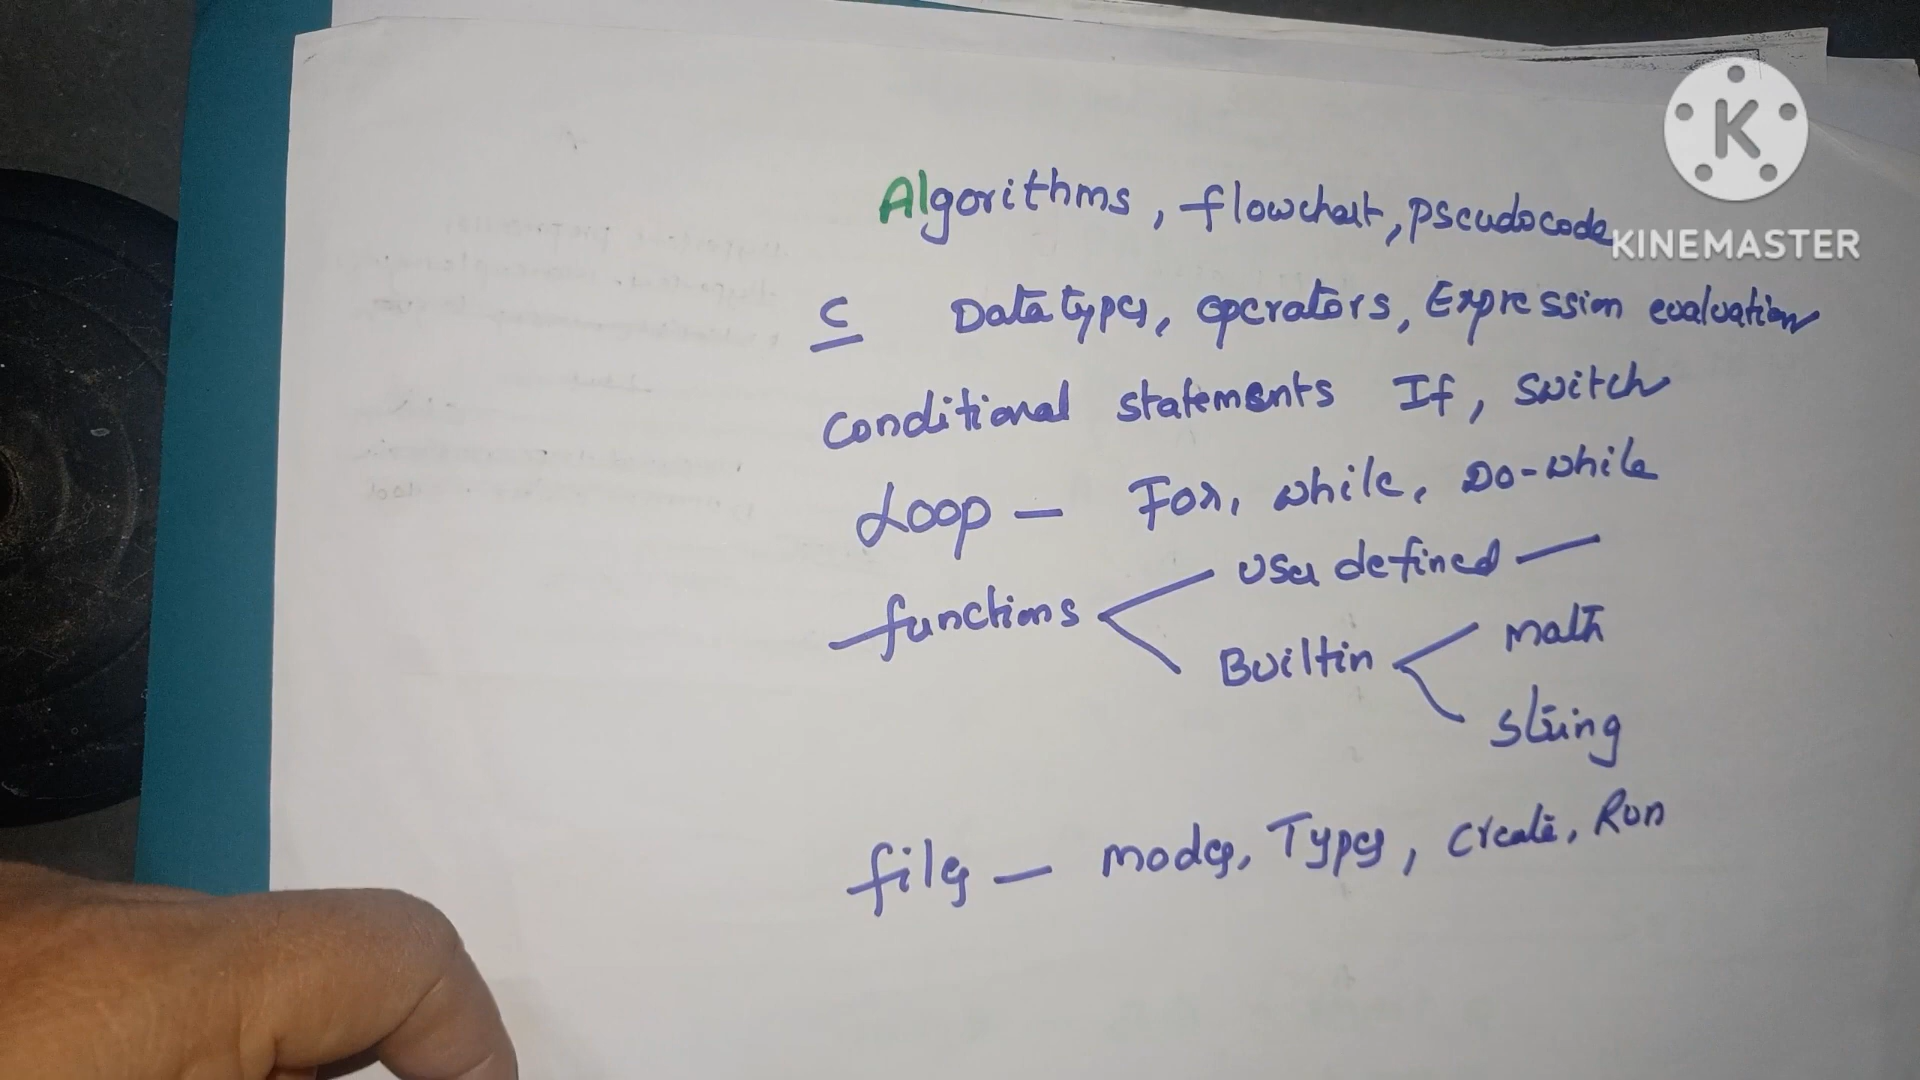 Algorithms, flowchart, pseudocode
KINEMASTER
C Datatypes, operators, Expression evaluation
Conditional statements If, switch
Loop - For, while, Do-while
functions User defined -
Builtin math
string
files - modes, Types, create, Run